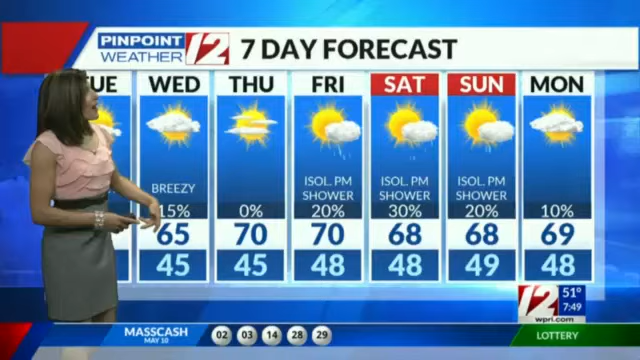 PINPOINT
WEATHER 12 7 DAY FORECAST
TUE WED THU FRI SAT SUN MON
BREEZY
ISOL. PM SHOWER
ISOL. PM SHOWER
ISOL. PM SHOWER
15% 0% 20% 30% 20% 10%
65 70 70 68 68 69
45 45 48 48 49 48
12 51°
7:49
wpri.com
MASSCASH
MAY 10
02 03 14 28 29
LOTTERY